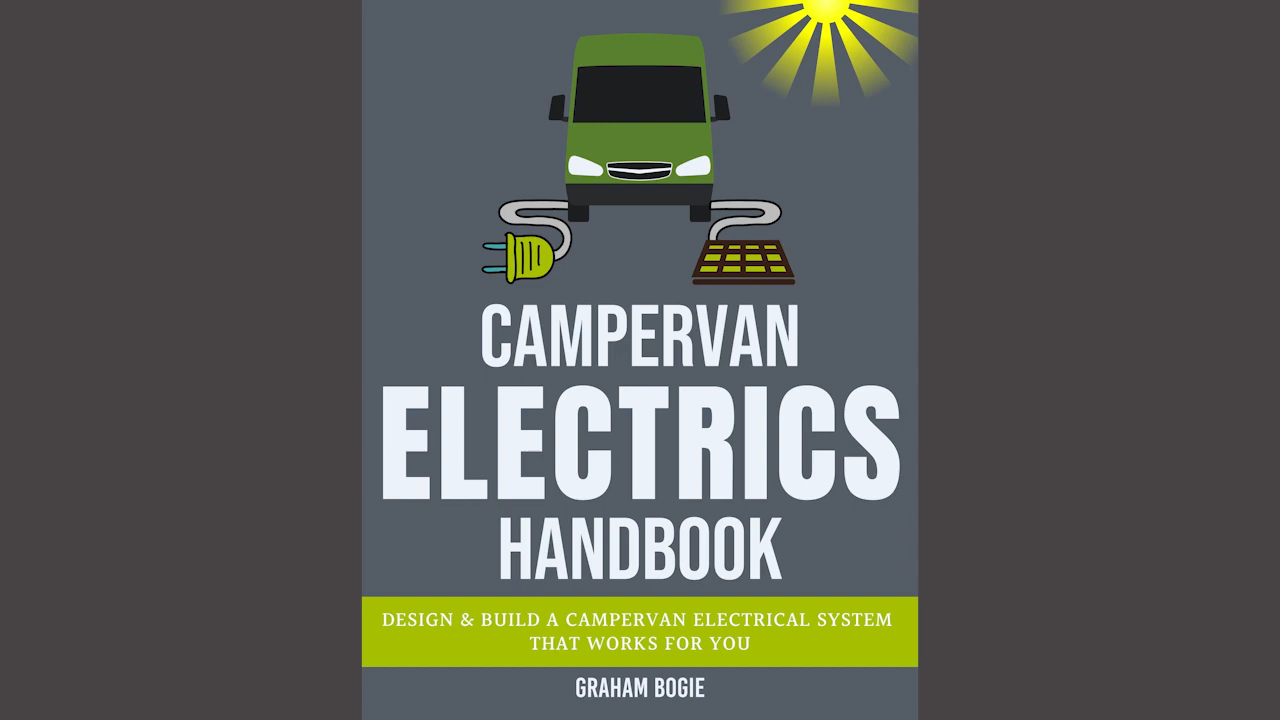 CAMPERVAN
ELECTRICS
HANDBOOK
DESIGN & BUILD A CAMPERVAN ELECTRICAL SYSTEM
THAT WORKS FOR YOU
GRAHAM BOGIE